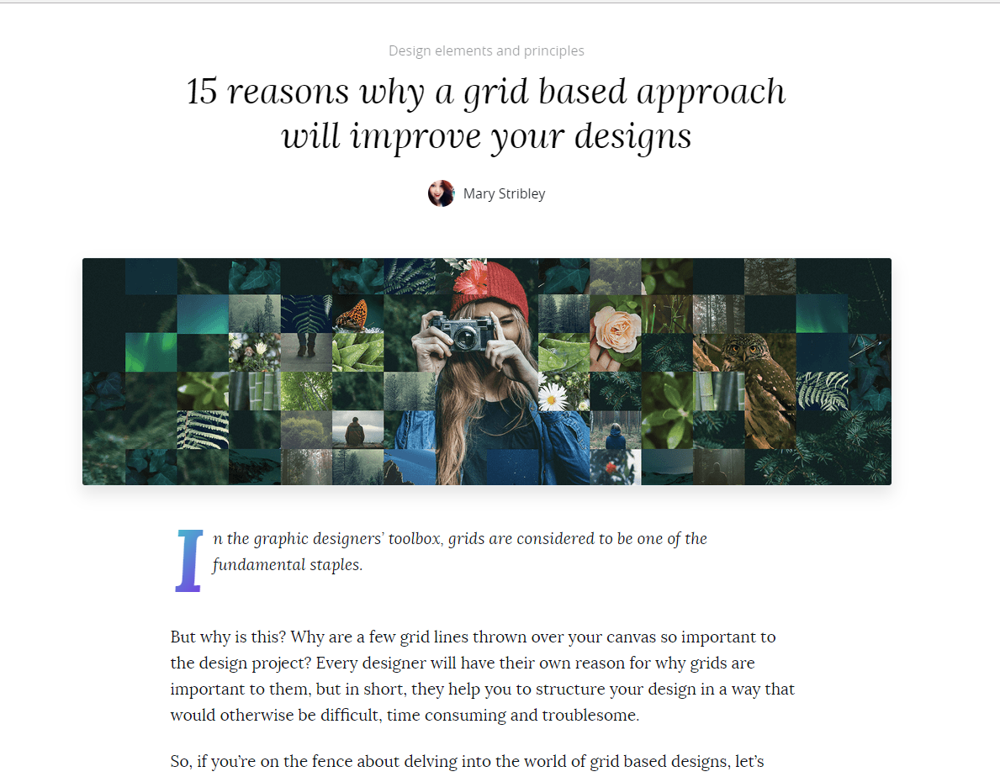 Design elements and principles
15 reasons why a grid based approach
will improve your designs
Mary Stribley
In the graphic designers’ toolbox, grids are considered to be one of the
fundamental staples.
But why is this? Why are a few grid lines thrown over your canvas so important to
the design project? Every designer will have their own reason for why grids are
important to them, but in short, they help you to structure your design in a way that
would otherwise be difficult, time consuming and troublesome.
So, if you’re on the fence about delving into the world of grid based designs, let’s